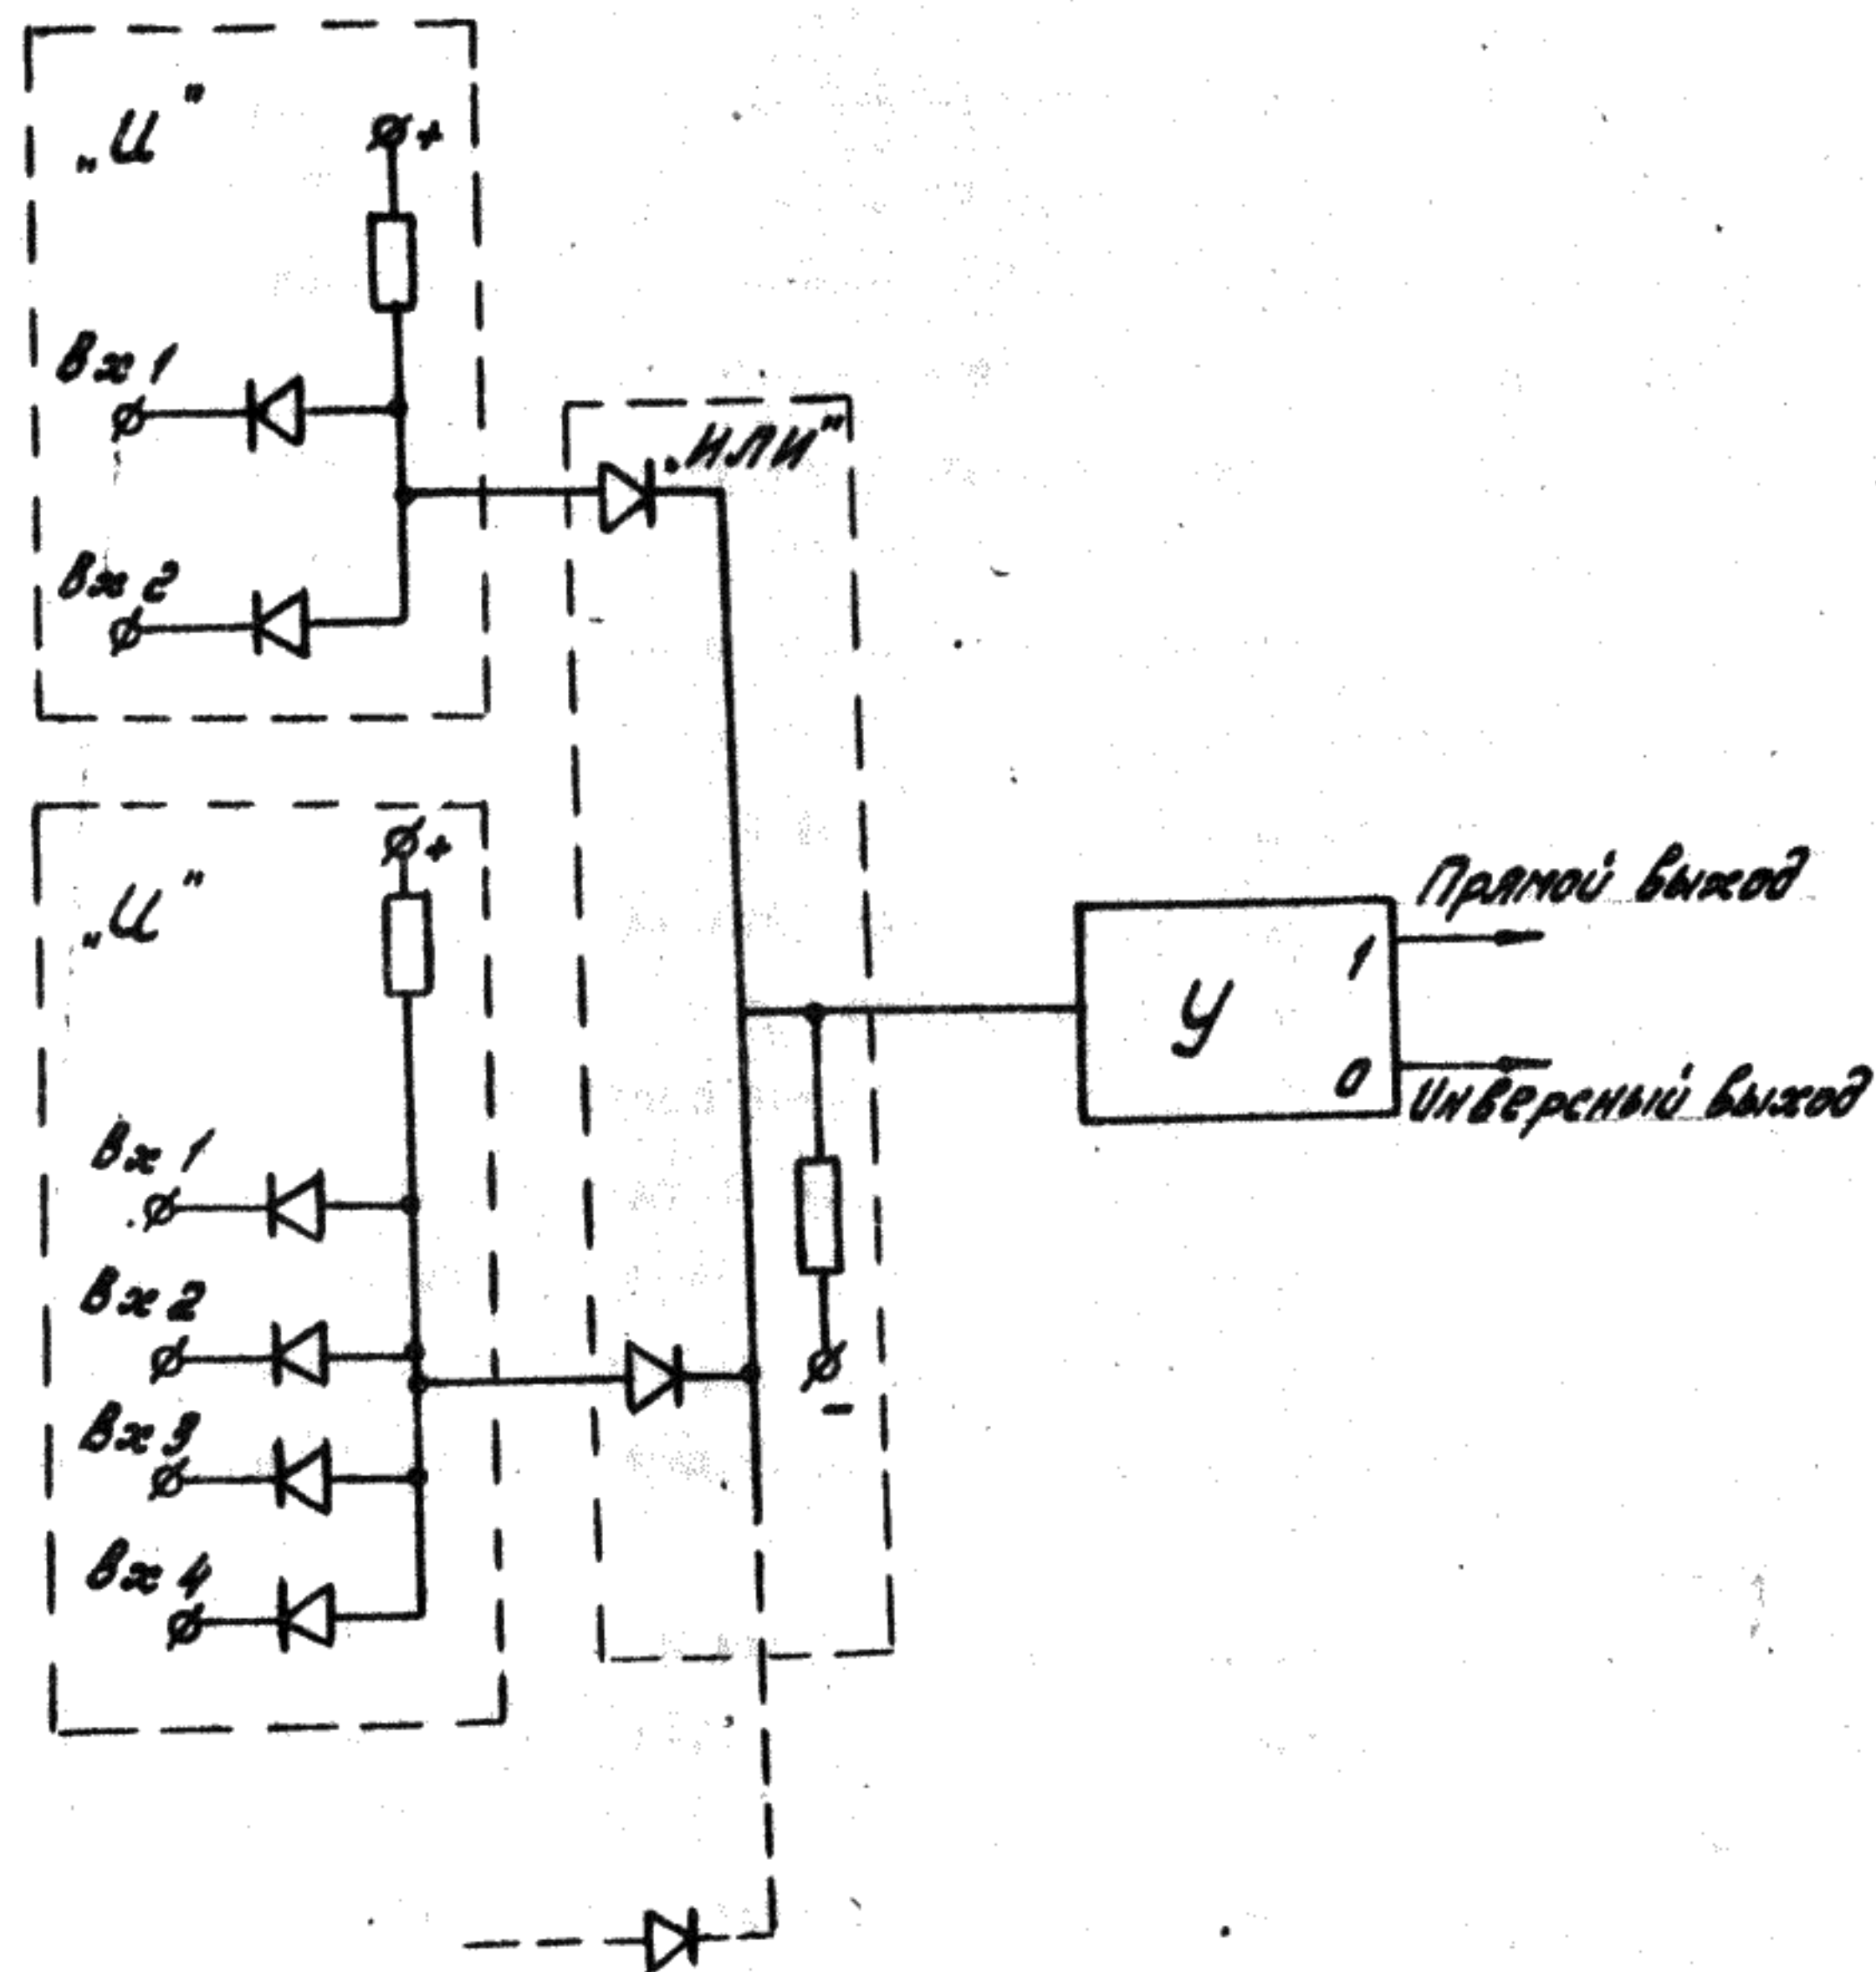 „И”
+
Вх 1
Вх 2
„ИЛИ”
„И”
+
Вх 1
Вх 2
Вх 3
Вх 4
-
У
1
0
Прямой выход
Инверсный выход